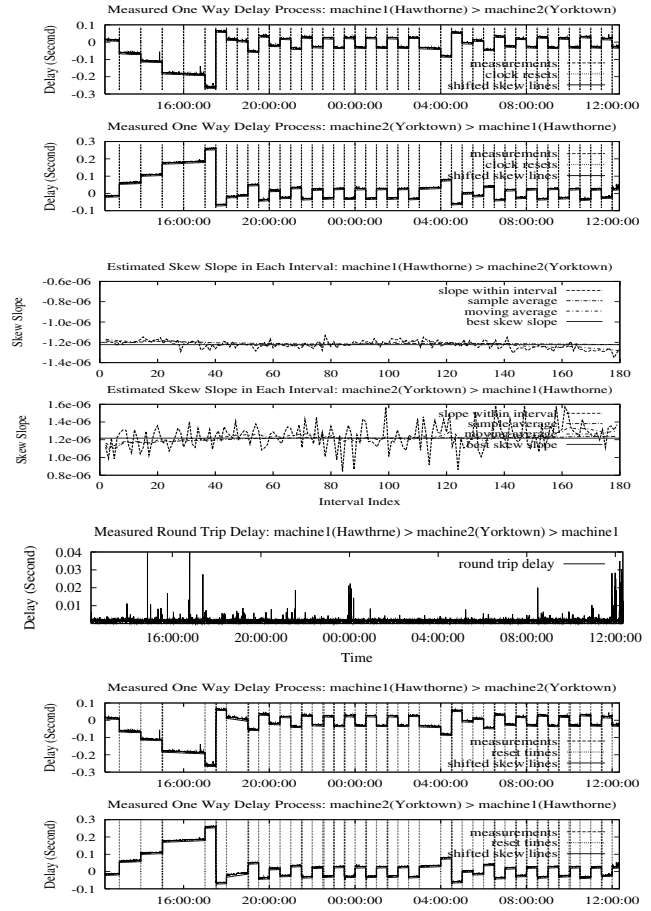 Measured One Way Delay Process: machine1(Hawthorne) > machine2(Yorktown)
Delay (Second)
0.1
0
-0.1
-0.2
-0.3
measurements
clock resets
shifted skew lines
16:00:00 20:00:00 00:00:00 04:00:00 08:00:00 12:00:00
Measured One Way Delay Process: machine2(Yorktown) > machine1(Hawthorne)
Delay (Second)
0.3
0.2
0.1
0
-0.1
measurements
clock resets
shifted skew lines
16:00:00 20:00:00 00:00:00 04:00:00 08:00:00 12:00:00
Estimated Skew Slope in Each Interval: machine1(Hawthorne) > machine2(Yorktown)
Skew Slope
-0.6e-06
-1.0e-06
-1.2e-06
-1.4e-06
slope within interval
sample average
moving average
best skew slope
0 20 40 60 80 100 120 140 160 180
Estimated Skew Slope in Each Interval: machine2(Yorktown) > machine1(Hawthorne)
Skew Slope
1.6e-06
1.4e-06
1.2e-06
1.0e-06
0.8e-06
slope within interval
sample average
moving average
best skew slope
0 20 40 60 80 100 120 140 160 180
Interval Index
Measured Round Trip Delay: machine1(Hawthrne) > machine2(Yorktown) > machine1
Delay (Second)
0.04
0.03
0.02
0.01
round trip delay
16:00:00 20:00:00 00:00:00 04:00:00 08:00:00 12:00:00
Time
Measured One Way Delay Process: machine1(Hawthorne) > machine2(Yorktown)
Delay (Second)
0.1
0
-0.1
-0.2
-0.3
measurements
reset times
shifted skew lines
16:00:00 20:00:00 00:00:00 04:00:00 08:00:00 12:00:00
Measured One Way Delay Process: machine2(Yorktown) > machine1(Hawthorne)
Delay (Second)
0.3
0.2
0.1
0
-0.1
measurements
reset times
shifted skew lines
16:00:00 20:00:00 00:00:00 04:00:00 08:00:00 12:00:00